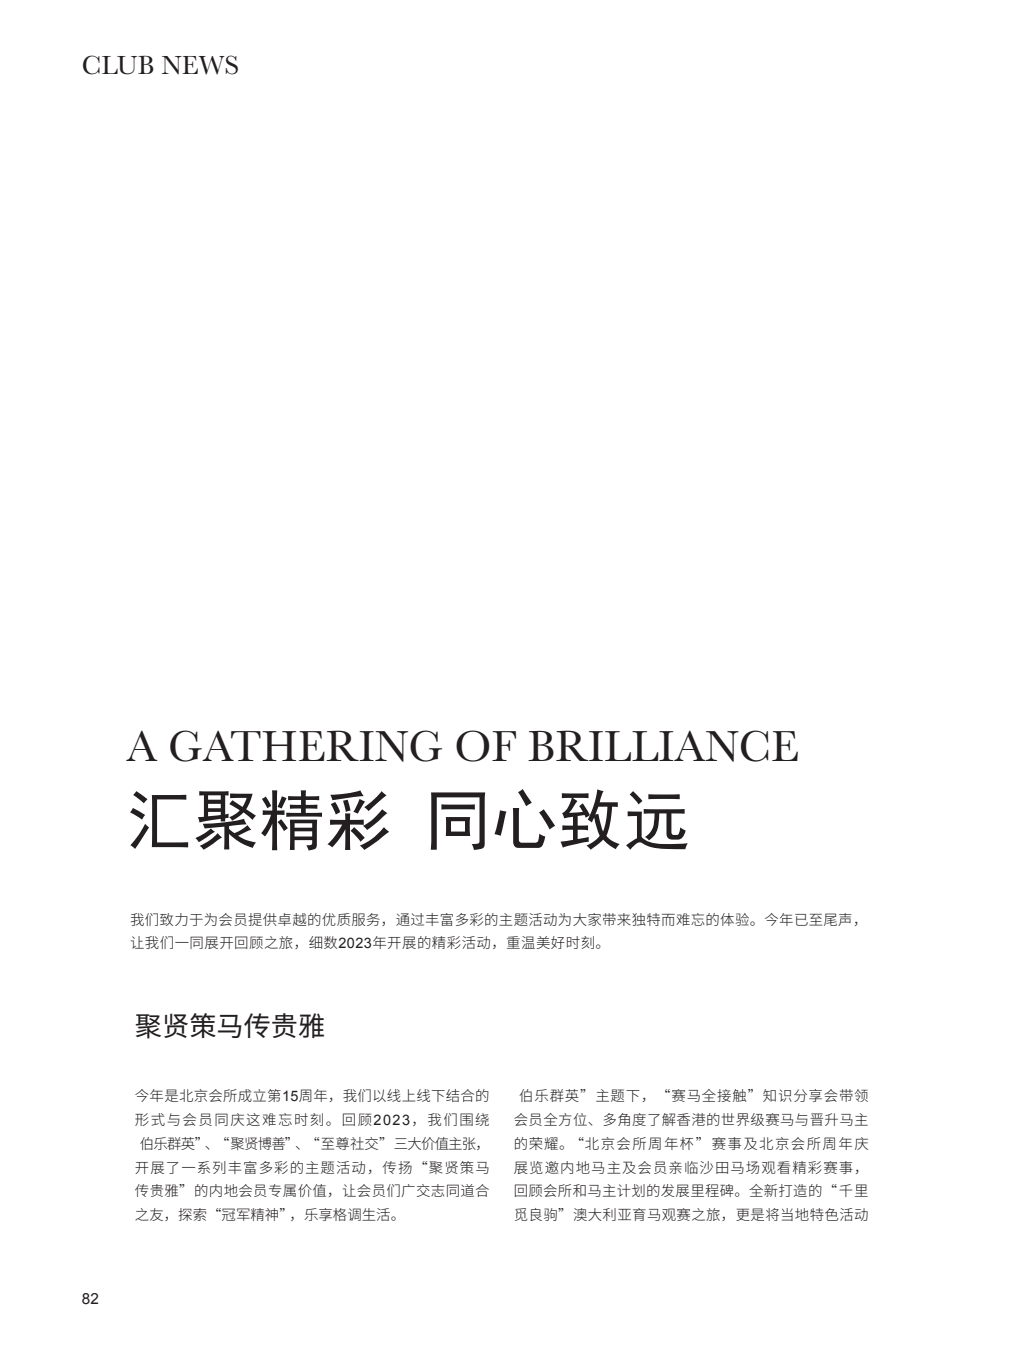 CLUB NEWS
A GATHERING OF BRILLIANCE
汇聚精彩 同心致远
我们致力于为会员提供卓越的优质服务，通过丰富多彩的主题活动为大家带来独特而难忘的体验。今年已至尾声，
让我们一同展开回顾之旅，细数2023年开展的精彩活动，重温美好时刻。
聚贤策马传贵雅
今年是北京会所成立第15周年，我们以线上线下结合的
形式与会员同庆这难忘时刻。回顾2023，我们围绕
伯乐群英”、“聚贤博善”、“至尊社交”三大价值主张，
开展了一系列丰富多彩的主题活动，传扬“聚贤策马
传贵雅”的内地会员专属价值，让会员们广交志同道合
之友，探索“冠军精神”，乐享格调生活。
伯乐群英”主题下，“赛马全接触”知识分享会带领
会员全方位、多角度了解香港的世界级赛马与晋升马主
的荣耀。“北京会所周年杯”赛事及北京会所周年庆
展览邀内地马主及会员亲临沙田马场观看精彩赛事，
回顾会所和马主计划的发展里程碑。全新打造的“千里
觅良驹”澳大利亚育马观赛之旅，更是将当地特色活动
82